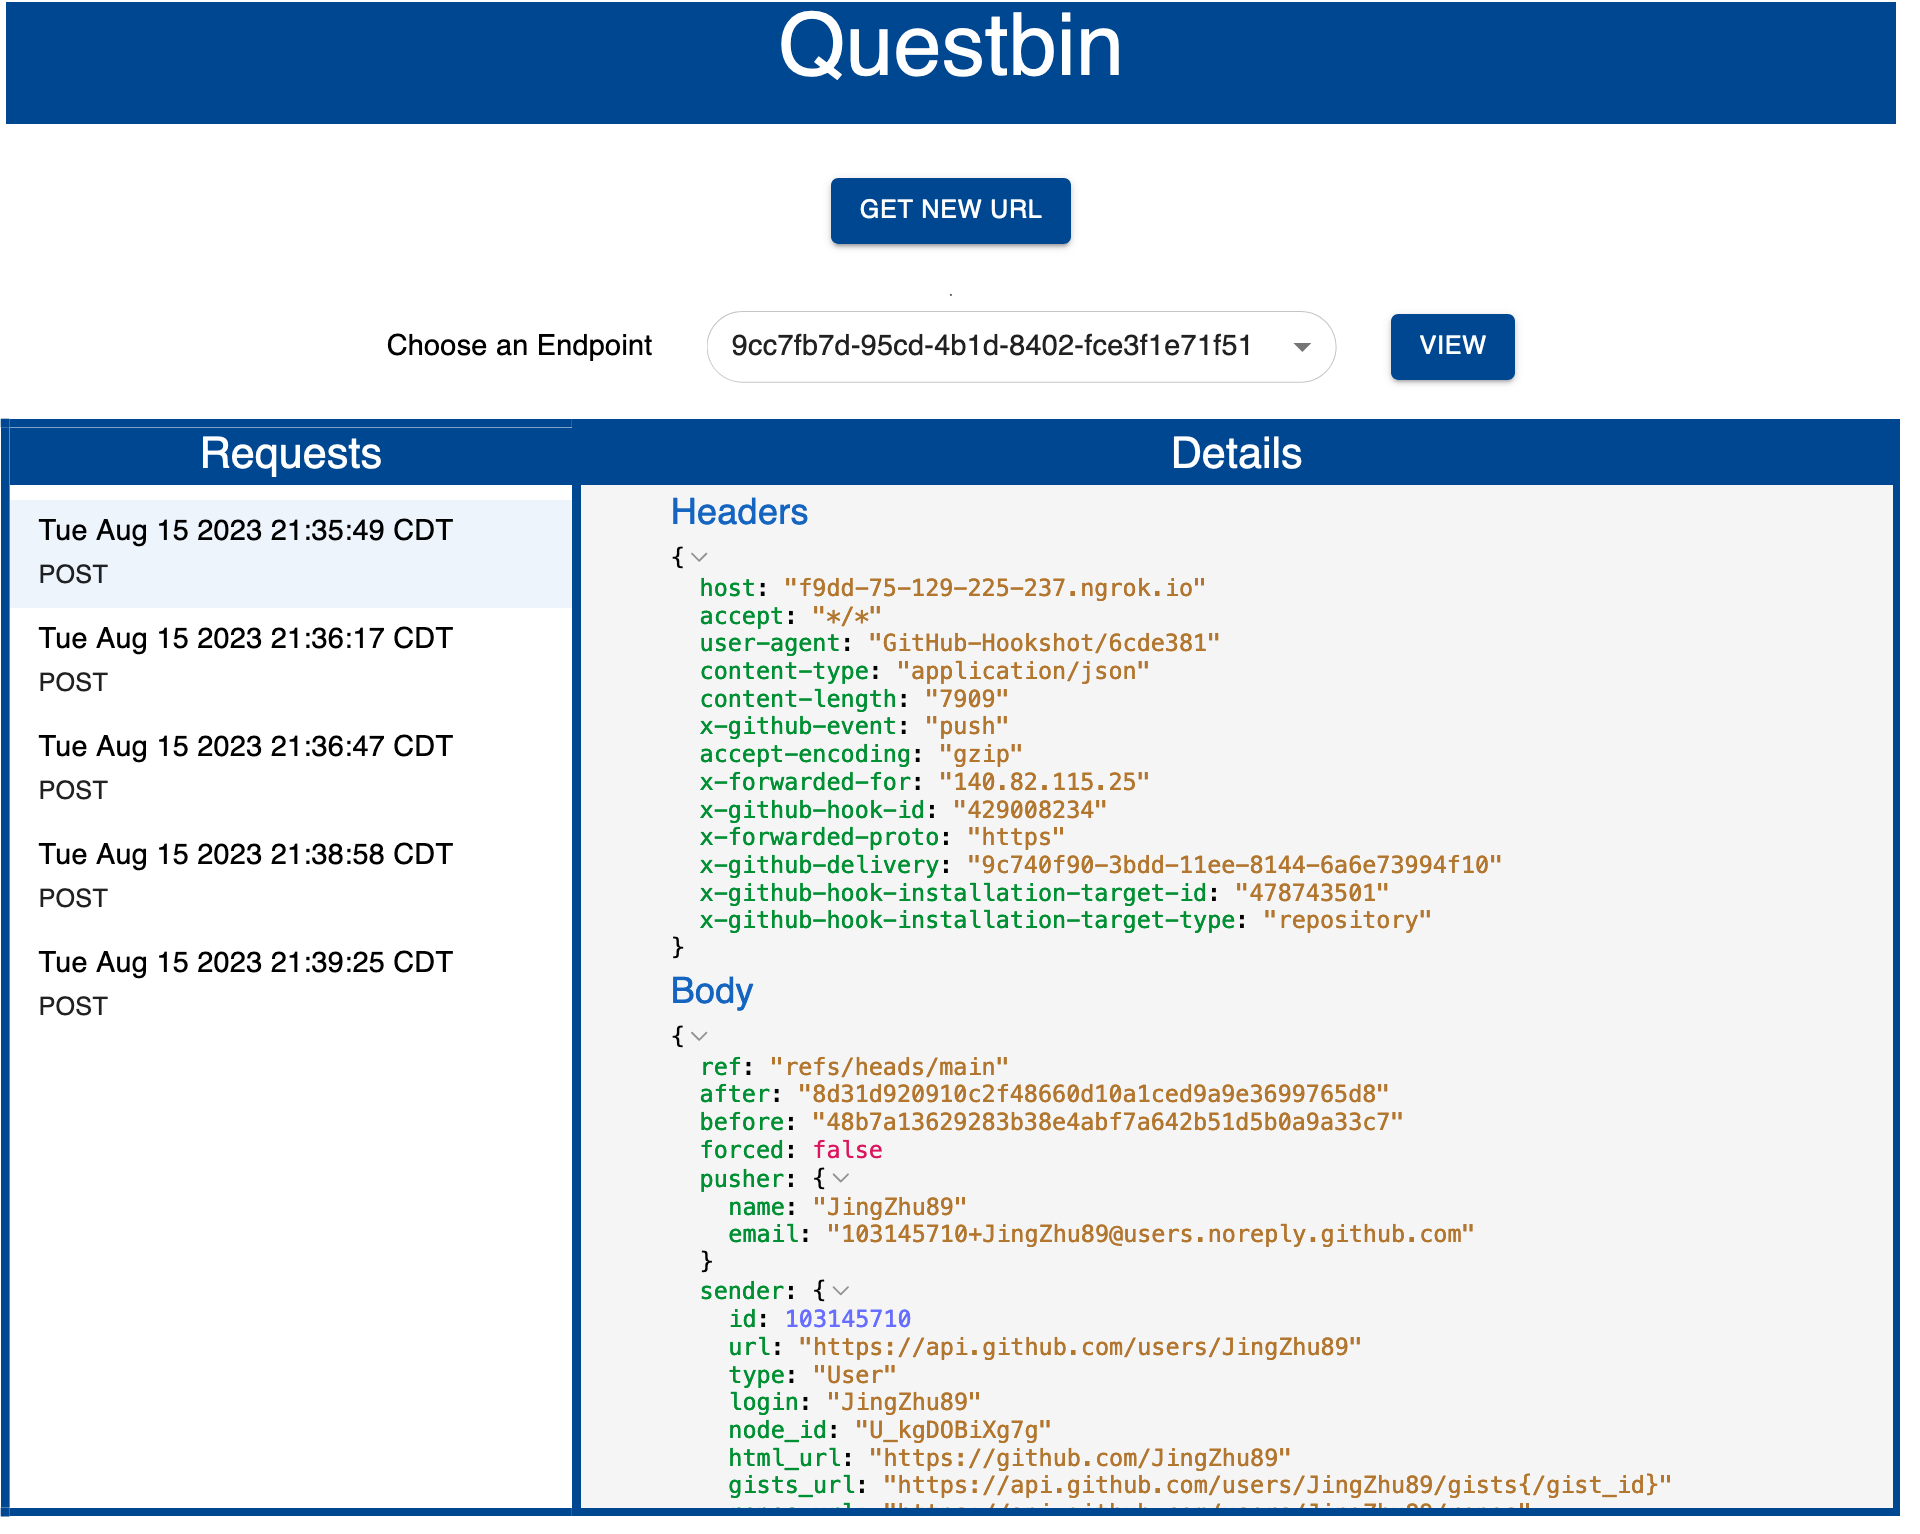 Questbin
GET NEW URL
Choose an Endpoint
9cc7fb7d-95cd-4b1d-8402-fce3f1e71f51
VIEW
Requests
Tue Aug 15 2023 21:35:49 CDT
POST
Tue Aug 15 2023 21:36:17 CDT
POST
Tue Aug 15 2023 21:36:47 CDT
POST
Tue Aug 15 2023 21:38:58 CDT
POST
Tue Aug 15 2023 21:39:25 CDT
POST
Details
Headers
{
host: "f9dd-75-129-225-237.ngrok.io"
accept: "*/*"
user-agent: "GitHub-Hookshot/6cde381"
content-type: "application/json"
content-length: "7909"
x-github-event: "push"
accept-encoding: "gzip"
x-forwarded-for: "140.82.115.25"
x-github-hook-id: "429008234"
x-forwarded-proto: "https"
x-github-delivery: "9c740f90-3bdd-11ee-8144-6a6e73994f10"
x-github-hook-installation-target-id: "478743501"
x-github-hook-installation-target-type: "repository"
}
Body
{
ref: "refs/heads/main"
after: "8d31d920910c2f48660d10a1ced9a9e3699765d8"
before: "48b7a13629283b38e4abf7a642b51d5b0a9a33c7"
forced: false
pusher: {
name: "JingZhu89"
email: "103145710+JingZhu89@users.noreply.github.com"
}
sender: {
id: 103145710
url: "https://api.github.com/users/JingZhu89"
type: "User"
login: "JingZhu89"
node_id: "U_kgDOBiXg7g"
html_url: "https://github.com/JingZhu89"
gists_url: "https://api.github.com/users/JingZhu89/gists{/gist_id}"